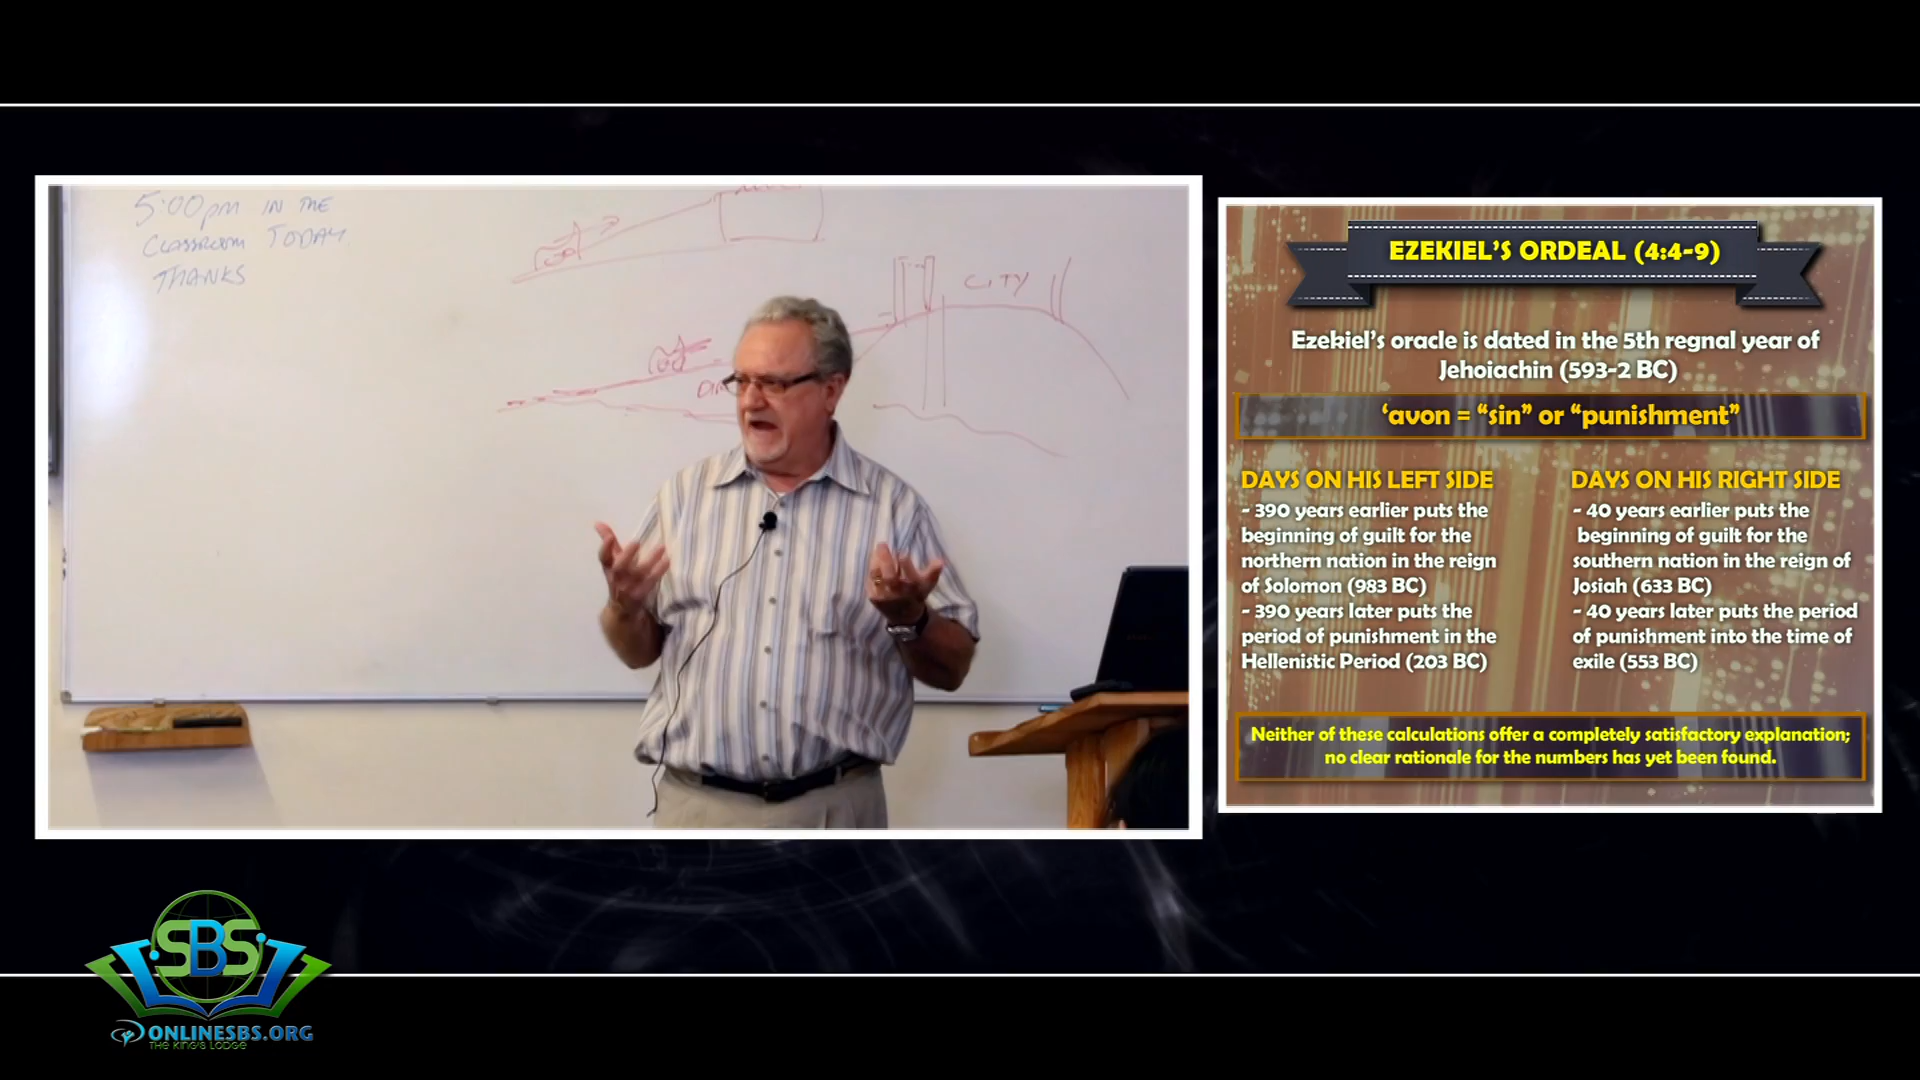 5:00pm IN THE
CLASSROOM TODAY.
THANKS
CITY
EZEKIEL'S ORDEAL (4:4-9)
Ezekiel's oracle is dated in the 5th regnal year of
Jehoiachin (593-2 BC)
‘avon = “sin” or “punishment”
DAYS ON HIS LEFT SIDE
- 390 years earlier puts the
beginning of guilt for the
northern nation in the reign
of Solomon (983 BC)
- 390 years later puts the
period of punishment in the
Hellenistic Period (203 BC)
DAYS ON HIS RIGHT SIDE
- 40 years earlier puts the
beginning of guilt for the
southern nation in the reign of
Josiah (633 BC)
- 40 years later puts the period
of punishment into the time of
exile (553 BC)
Neither of these calculations offer a completely satisfactory explanation;
no clear rationale for the numbers has yet been found.
SBS
ONLINESBS.ORG
THE KING'S LODGE